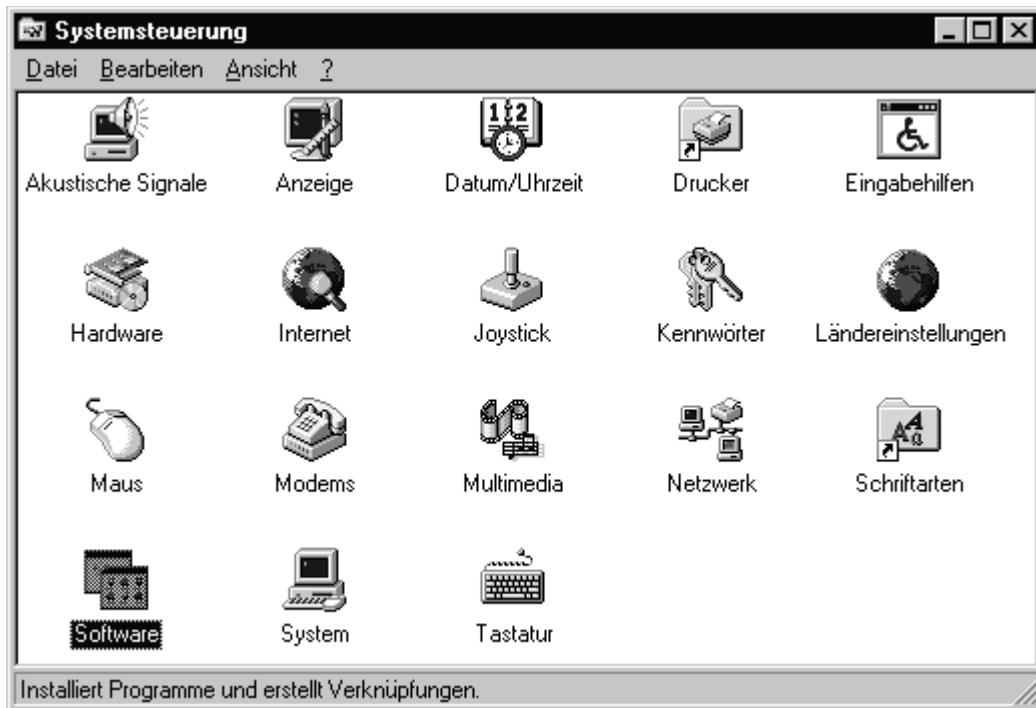 Systemsteuerung
Datei Bearbeiten Ansicht ?
Akustische Signale Anzeige Datum/Uhrzeit Drucker Eingabehilfen
Hardware Internet Joystick Kennwörter Ländereinstellungen
Maus Modems Multimedia Netzwerk Schriftarten
Software System Tastatur
Installiert Programme und erstellt Verknüpfungen.